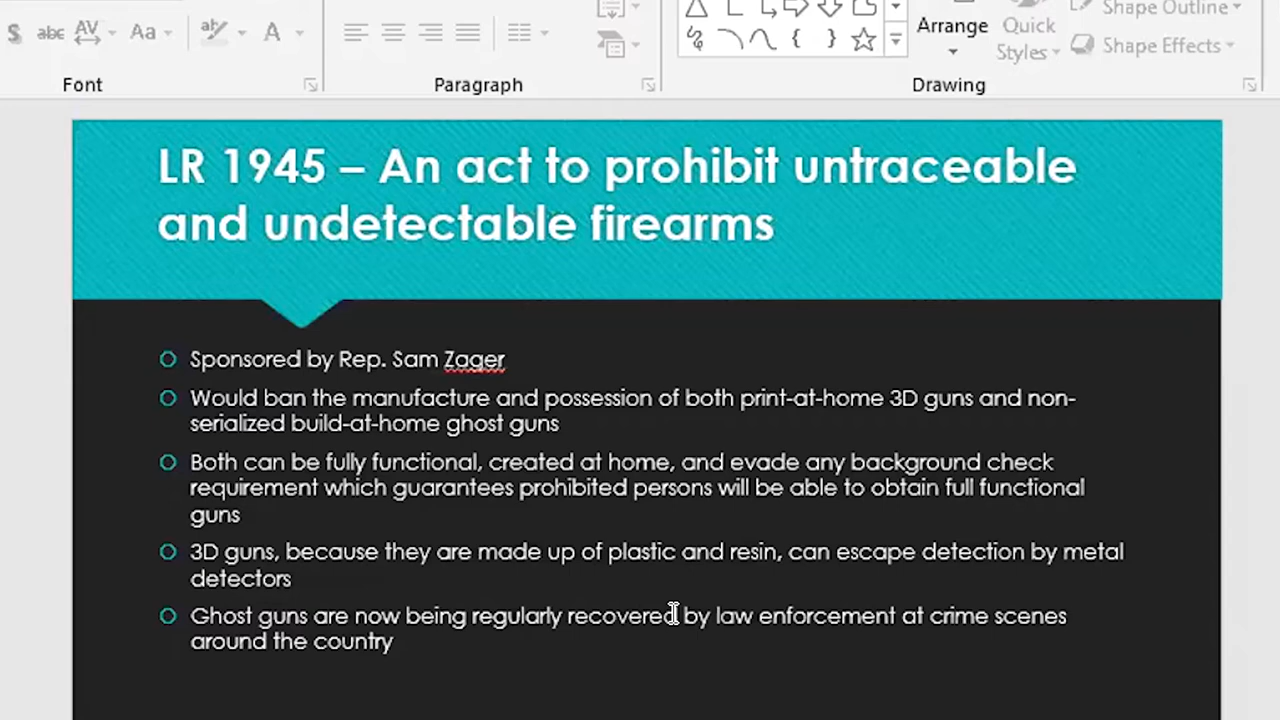 S abc AV Aa A
Arrange
Quick
Styles
Shape Outline
Shape Effects
Font
Paragraph
Drawing
LR 1945 – An act to prohibit untraceable
and undetectable firearms
Sponsored by Rep. Sam Zager
Would ban the manufacture and possession of both print-at-home 3D guns and non-
serialized build-at-home ghost guns
Both can be fully functional, created at home, and evade any background check
requirement which guarantees prohibited persons will be able to obtain full functional
guns
3D guns, because they are made up of plastic and resin, can escape detection by metal
detectors
Ghost guns are now being regularly recovered by law enforcement at crime scenes
around the country